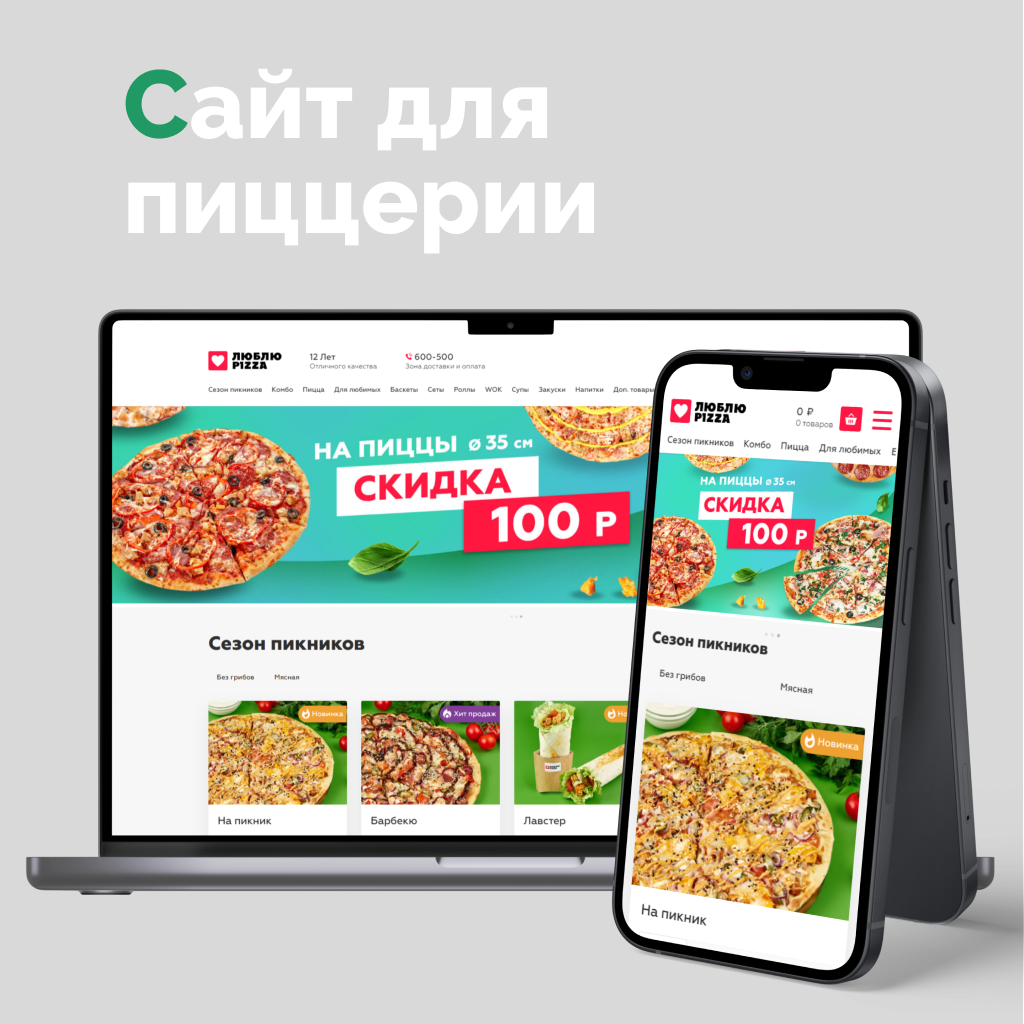 Сайт для
пиццерии
ЛЮБЛЮ
PIZZA
12 Лет
Отличного качества
600-500
Зона доставки и оплата
Сезон пикников Комбо Пицца Для любимых Баскеты Сеты Роллы WOK Супы Закуски Напитки Доп. товары
НА ПИЦЦЫ ø 35 см
СКИДКА
100 Р
Сезон пикников
Без грибов Мясная
Новинка
Хит продаж
Но
На пикник
Барбекю
Лавстер
ЛЮБЛЮ
PIZZA
0 ₽
0 товаров
Сезон пикников Комбо Пицца Для любимых
НА ПИЦЦЫ ø 35 см
СКИДКА
100 Р
Сезон пикников
Без грибов Мясная
Новинка
На пикник